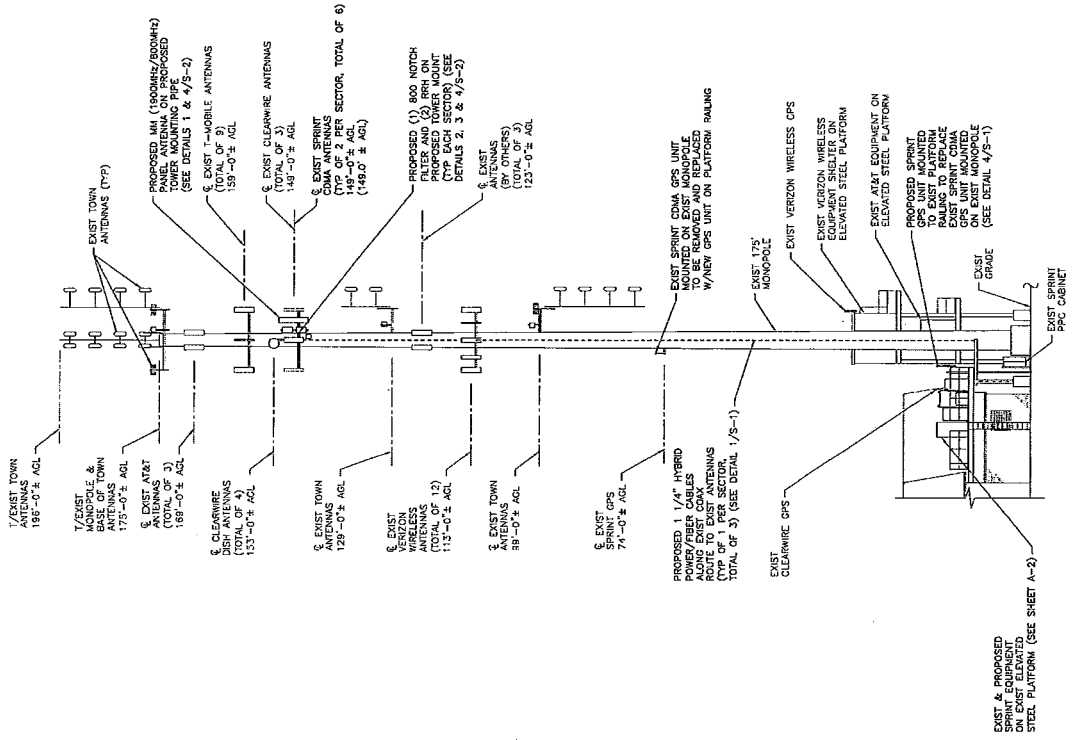 T/EXIST TOWN
ANTENNAS
196'-0"± AGL
T/EXIST
MONOPOLE &
BASE OF TOWN
ANTENNAS
175'-0"± AGL
℄ EXIST AT&T
ANTENNAS
(TOTAL OF 3)
169'-0"± AGL
℄ CLEARWIRE
DISH ANTENNAS
(TOTAL OF 4)
153'-0"± AGL
℄ EXIST TOWN
ANTENNAS
129'-0"± AGL
℄ EXIST
VERIZON
WIRELESS
ANTENNAS
(TOTAL OF 12)
113'-0"± AGL
℄ EXIST TOWN
ANTENNAS
99'-0"± AGL
℄ EXIST
SPRINT GPS
74'-0"± AGL
PROPOSED 1 1/4" HYBRID
POWER/FIBER CABLES
ALONG EXIST COAX
ROUTE TO EXIST ANTENNAS
(TYP OF 1 PER SECTOR,
TOTAL OF 3) (SEE DETAIL 1/S-1)
EXIST
CLEARWIRE GPS
EXIST & PROPOSED
SPRINT EQUIPMENT
ON EXIST ELEVATED
STEEL PLATFORM (SEE SHEET A-2)
EXIST TOWN
ANTENNAS (TYP)
PROPOSED MM (1900MHz/800MHz)
PANEL ANTENNA ON PROPOSED
TOWER MOUNTING PIPE
(SEE DETAILS 1 & 4/S-2)
℄ EXIST T-MOBILE ANTENNAS
(TOTAL OF 9)
159'-0"± AGL
℄ EXIST CLEARWIRE ANTENNAS
(TOTAL OF 3)
149'-0"± AGL
℄ EXIST SPRINT
CDMA ANTENNAS
(TYP OF 2 PER SECTOR, TOTAL OF 6)
149'-0"± AGL
(149.0' ± AGL)
PROPOSED (1) 800 NOTCH
FILTER AND (2) RRH ON
PROPOSED TOWER MOUNT
(TYP EACH SECTOR) (SEE
DETAILS 2, 3 & 4/S-2)
℄ EXIST
ANTENNAS
(BY OTHERS)
(TOTAL OF 3)
123'-0"± AGL
EXIST SPRINT CDMA GPS UNIT
MOUNTED ON EXIST MONOPOLE
TO BE REMOVED AND REPLACED
W/NEW GPS UNIT ON PLATFORM RAILING
EXIST 175'
MONOPOLE
EXIST VERIZON WIRELESS GPS
EXIST VERIZON WIRELESS
EQUIPMENT SHELTER ON
ELEVATED STEEL PLATFORM
EXIST AT&T EQUIPMENT ON
ELEVATED STEEL PLATFORM
PROPOSED SPRINT
GPS UNIT MOUNTED
TO EXIST PLATFORM
RAILING TO REPLACE
EXIST SPRINT CDMA
GPS UNIT MOUNTED
ON EXIST MONOPOLE
(SEE DETAIL 4/S-1)
EXIST
GRADE
EXIST SPRINT
PPC CABINET